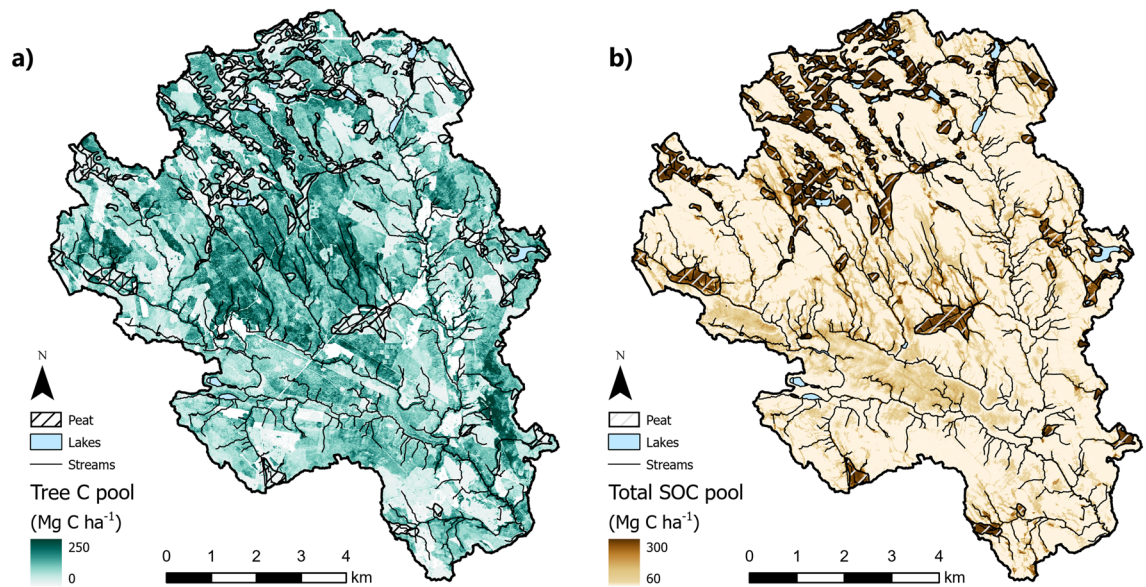 a)
N
Peat
Lakes
Streams
Tree C pool
(Mg C ha⁻¹)
250
0
0 1 2 3 4
km
b)
N
Peat
Lakes
Streams
Total SOC pool
(Mg C ha⁻¹)
300
60
0 1 2 3 4
km